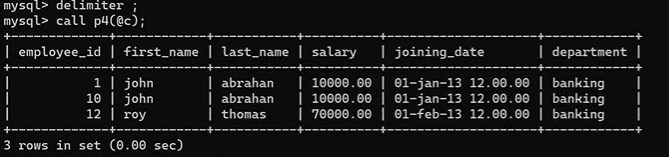 mysql> delimiter ;
mysql> call p4(@c);
+-------------+------------+-----------+----------+--------------------+------------+
| employee_id | first_name | last_name | salary   | joining_date       | department |
+-------------+------------+-----------+----------+--------------------+------------+
|           1 | john       | abrahan   | 10000.00 | 01-jan-13 12.00.00 | banking    |
|          10 | john       | abrahan   | 10000.00 | 01-jan-13 12.00.00 | banking    |
|          12 | roy        | thomas    | 70000.00 | 01-feb-13 12.00.00 | banking    |
+-------------+------------+-----------+----------+--------------------+------------+
3 rows in set (0.00 sec)